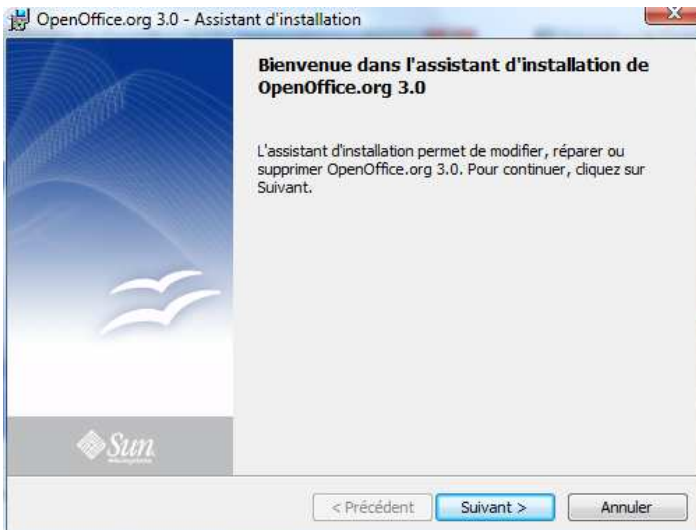 OpenOffice.org 3.0 - Assistant d'installation
Bienvenue dans l'assistant d'installation de
OpenOffice.org 3.0
L'assistant d'installation permet de modifier, réparer ou
supprimer OpenOffice.org 3.0. Pour continuer, cliquez sur
Suivant.
Sun
microsystems
< Précédent
Suivant >
Annuler